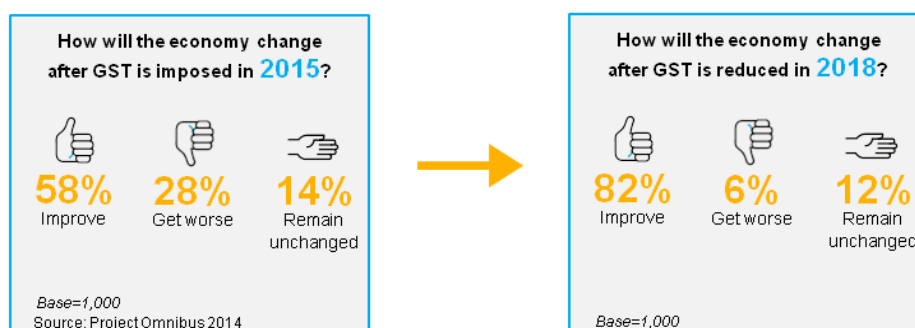 How will the economy change
after GST is imposed in 2015?
58%
Improve
28%
Get worse
14%
Remain
unchanged
Base=1,000
Source: Project Omnibus 2014
How will the economy change
after GST is reduced in 2018?
82%
Improve
6%
Get worse
12%
Remain
unchanged
Base=1,000